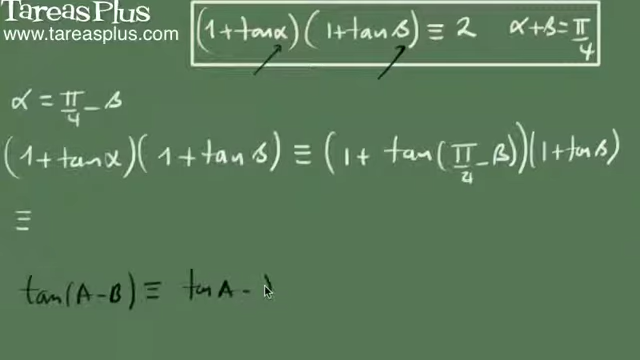 TareasPlus
www.tareasplus.com
(1+tanα)(1+tanβ) ≡ 2 α+β=π/4
α = π/4 - β
(1+tanα)(1+tanβ) ≡ (1+ tan(π/4 - β))(1+tanβ)
≡
tan(A-B) ≡ tanA -